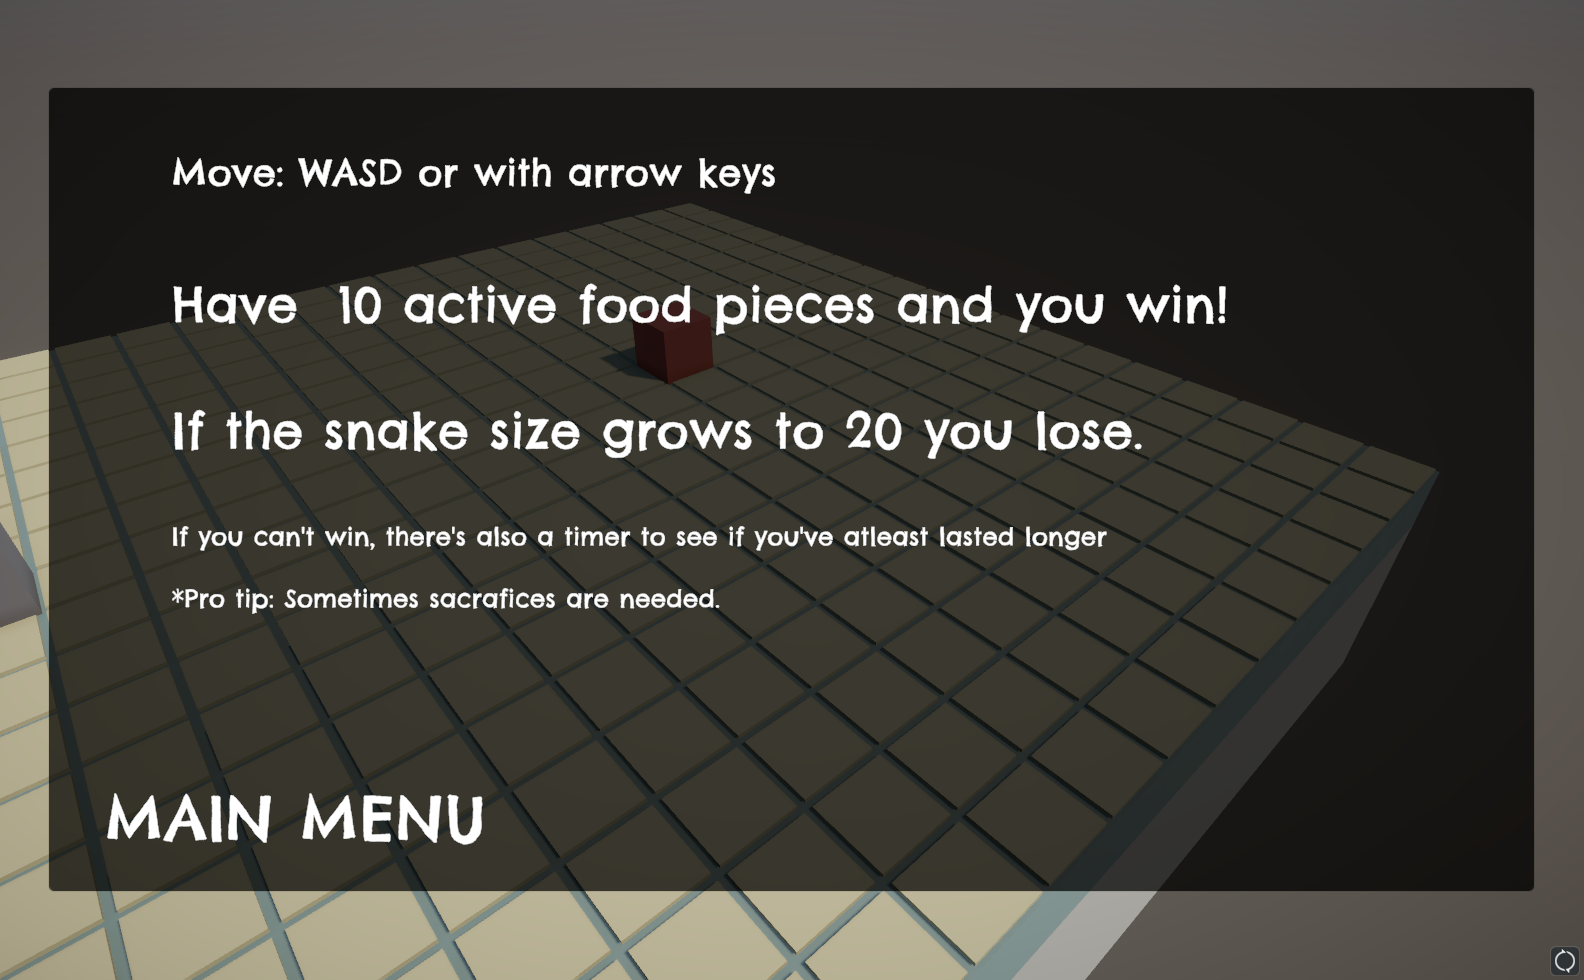 Move: WASD or with arrow keys
Have 10 active food pieces and you win!
If the snake size grows to 20 you lose.
If you can't win, there's also a timer to see if you've atleast lasted longer
*Pro tip: Sometimes sacrafices are needed.
MAIN MENU